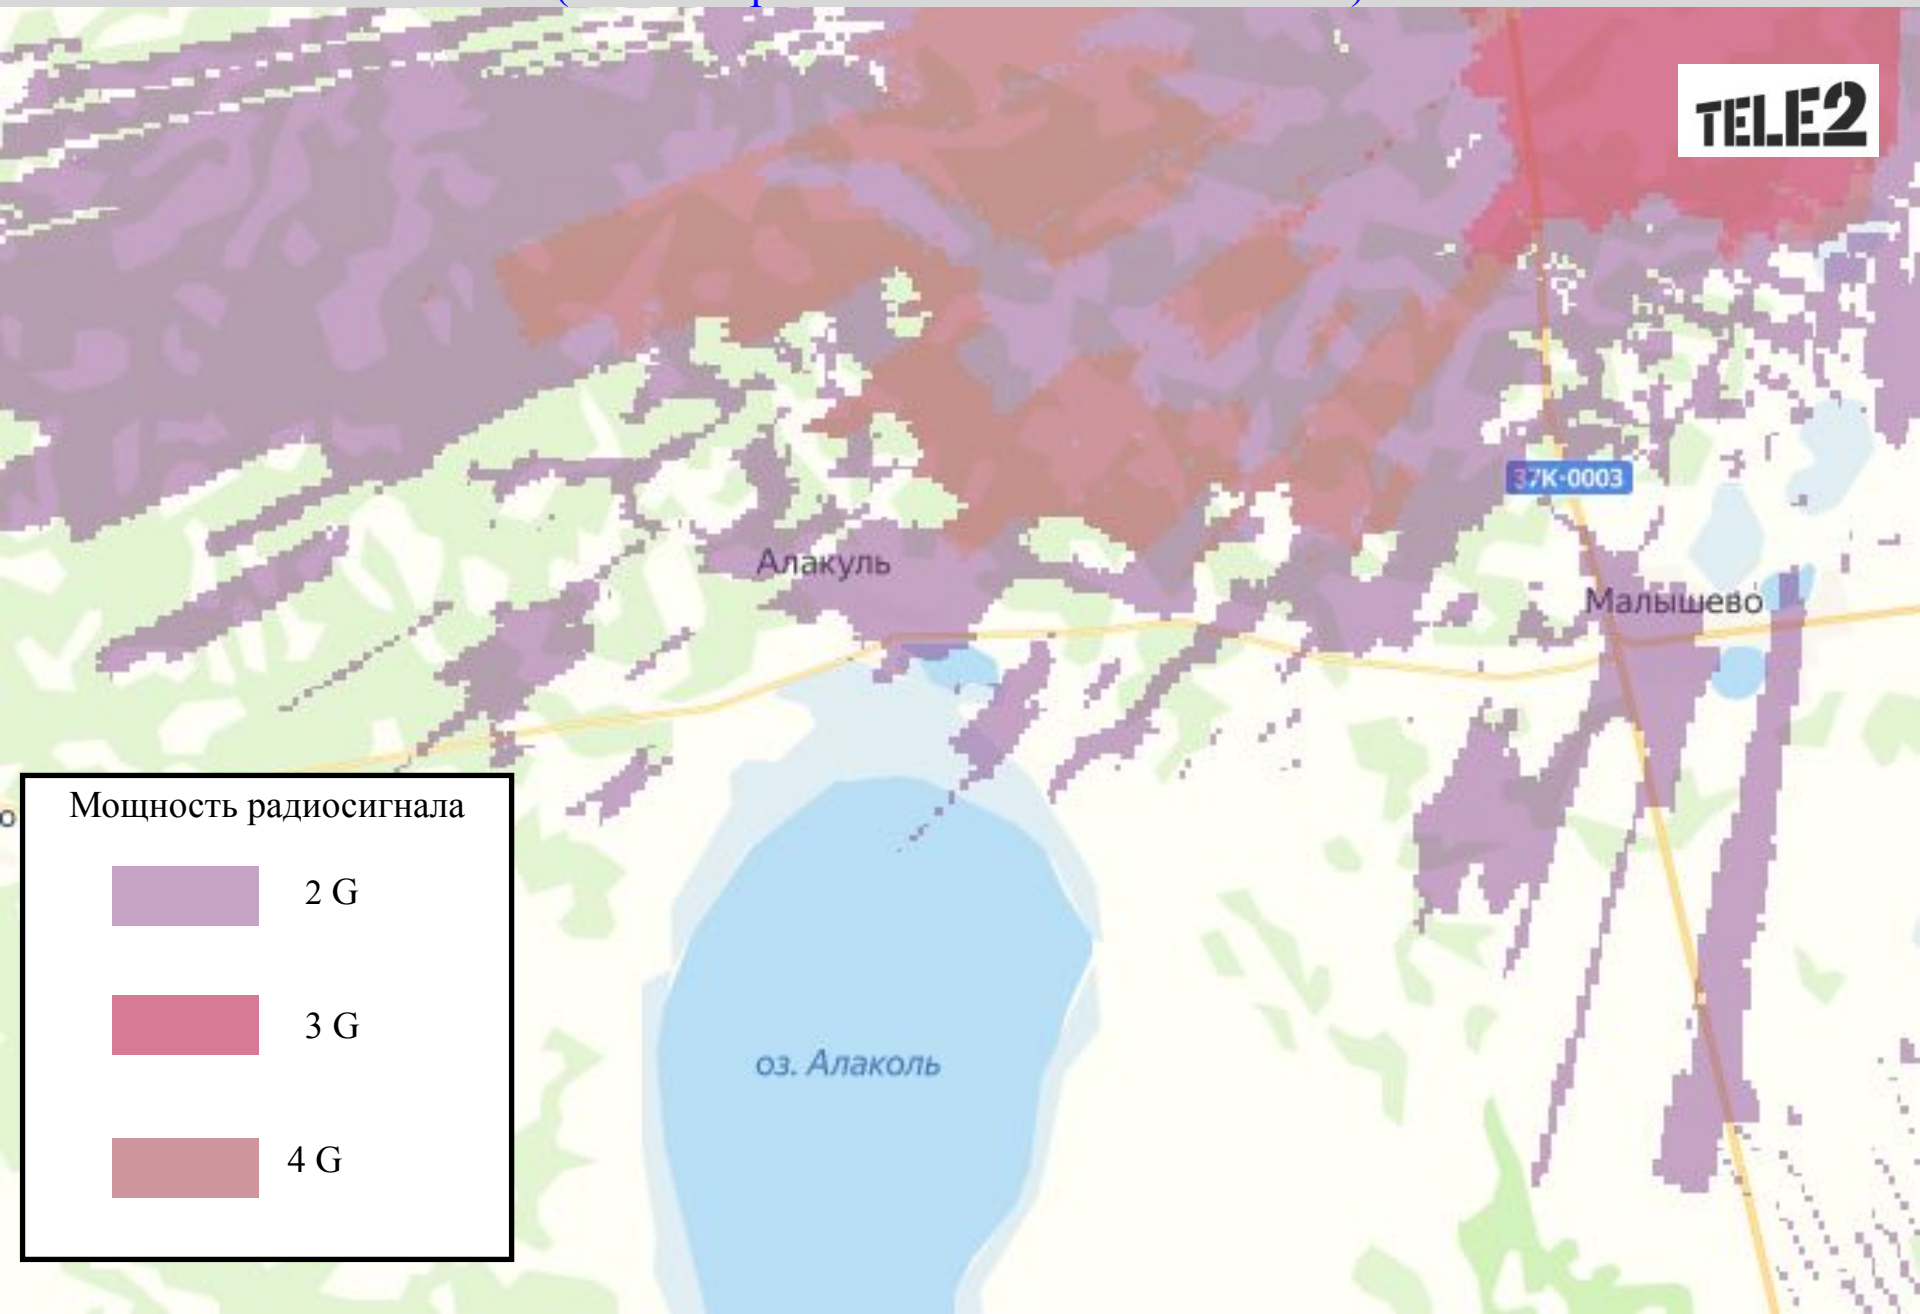 TELE2
37К-0003
Алакуль
Малышево
Мощность радиосигнала
2 G
3 G
4 G
оз. Алаколь